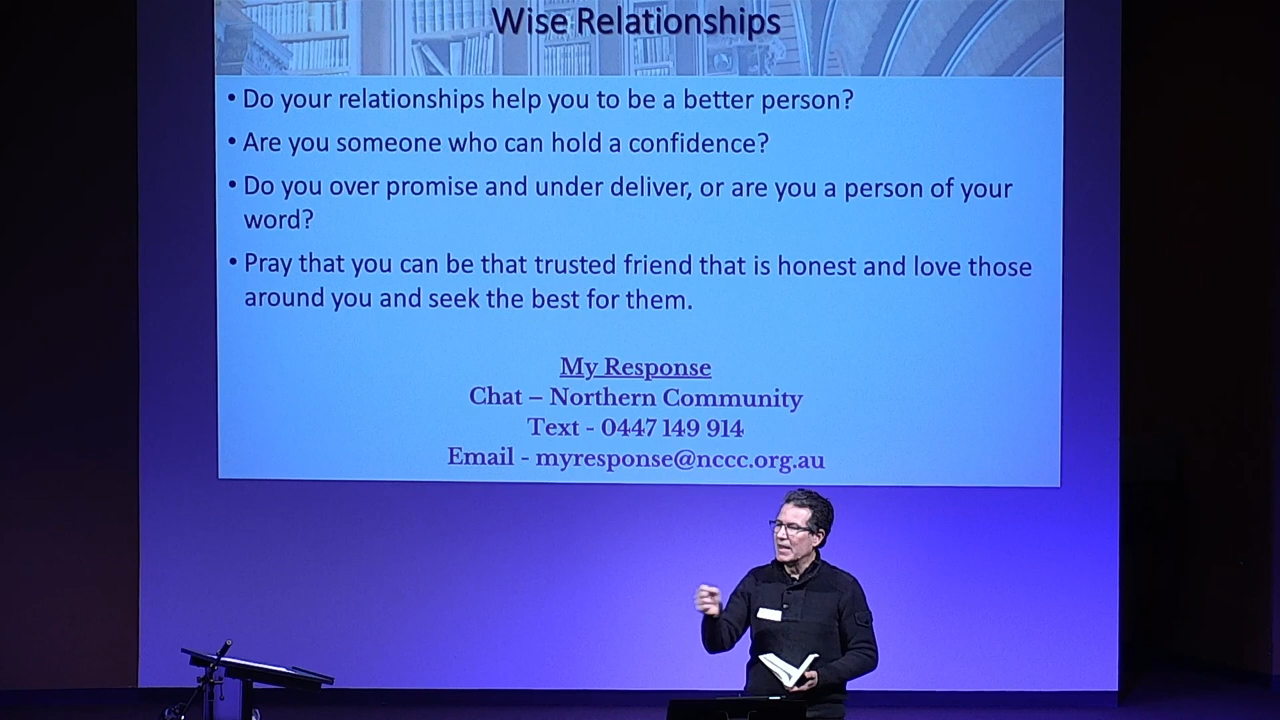 Wise Relationships
• Do your relationships help you to be a better person?
• Are you someone who can hold a confidence?
• Do you over promise and under deliver, or are you a person of your
word?
• Pray that you can be that trusted friend that is honest and love those
around you and seek the best for them.
My Response
Chat – Northern Community
Text - 0447 149 914
Email - myresponse@nccc.org.au